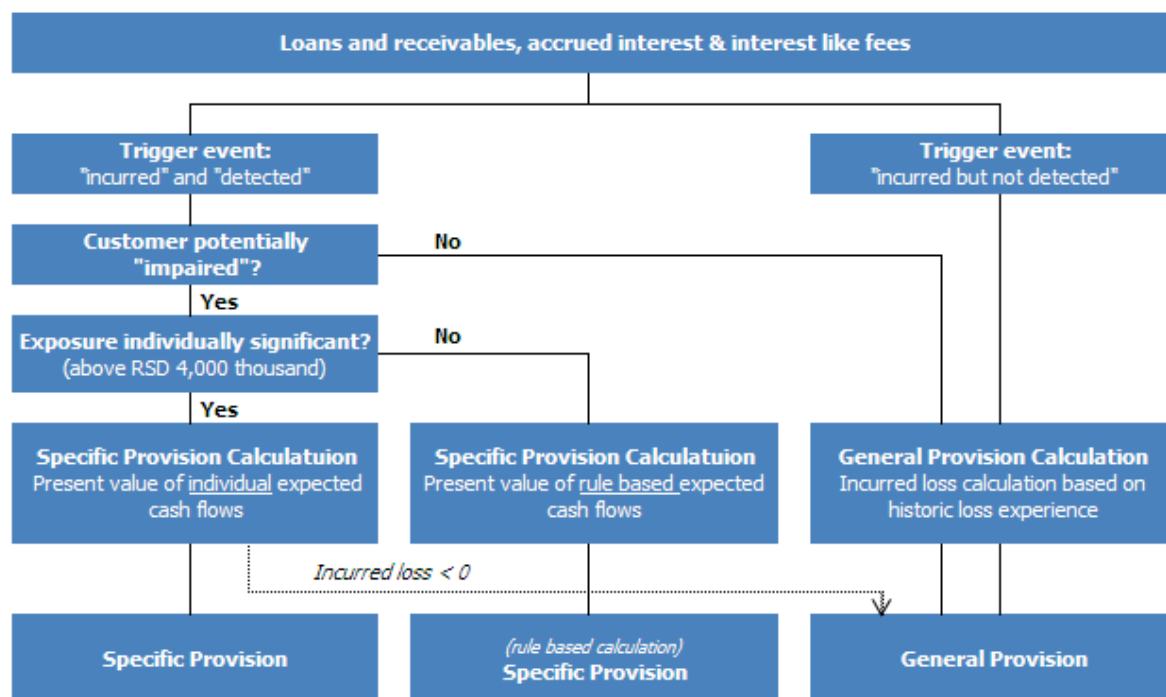 Loans and receivables, accrued interest & interest like fees
Trigger event:
"incurred" and "detected"
Trigger event:
"incurred but not detected"
Customer potentially
"impaired"?
No
Yes
Exposure individually significant?
(above RSD 4,000 thousand)
No
Yes
Specific Provision Calculatuion
Present value of individual expected
cash flows
Specific Provision Calculatuion
Present value of rule based expected
cash flows
General Provision Calculation
Incurred loss calculation based on
historic loss experience
Incurred loss < 0
Specific Provision
(rule based calculation)
Specific Provision
General Provision